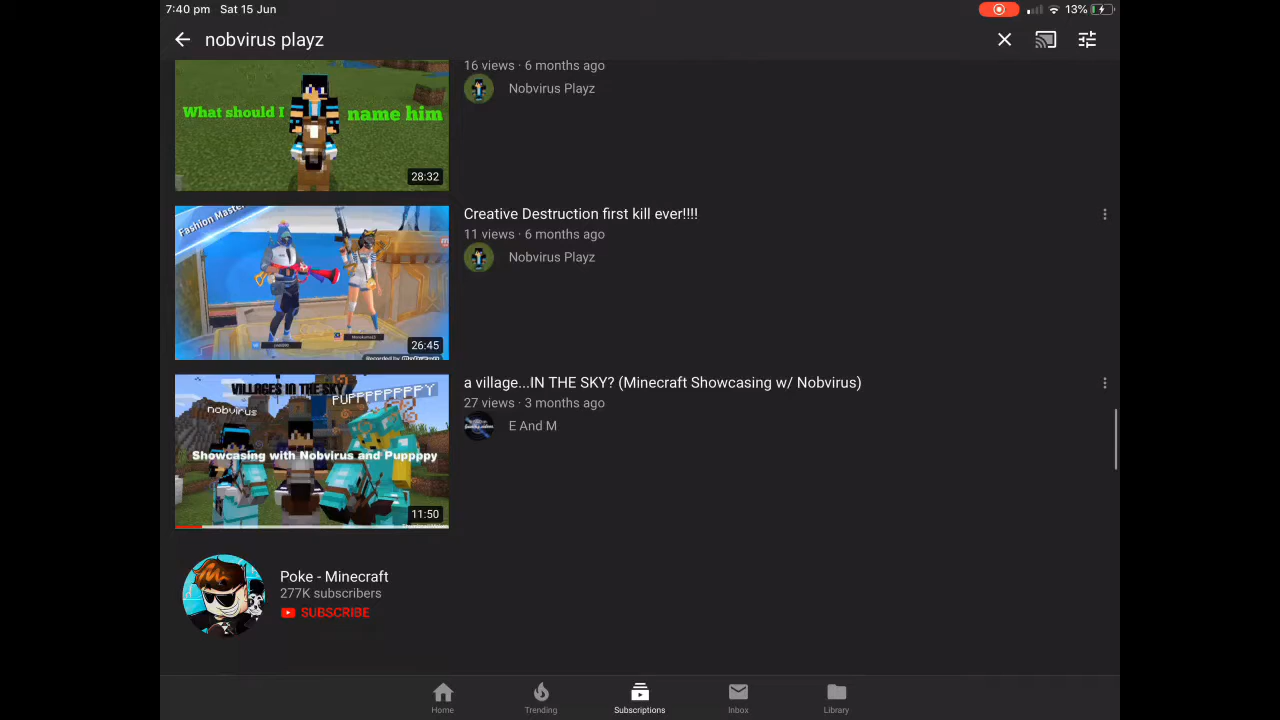 7:40 pm Sat 15 Jun
13%
nobvirus playz
16 views · 6 months ago
Nobvirus Playz
What should I name him
28:32
Creative Destruction first kill ever!!!!
11 views · 6 months ago
Nobvirus Playz
Fashion Master
26:45
a village...IN THE SKY? (Minecraft Showcasing w/ Nobvirus)
27 views · 3 months ago
E And M
VILLAGES IN THE SKY
PUPPPPPPPPY
nobvirus
Showcasing with Nobvirus and Puppppy
11:50
Poke - Minecraft
277K subscribers
SUBSCRIBE
Home Trending Subscriptions Inbox Library